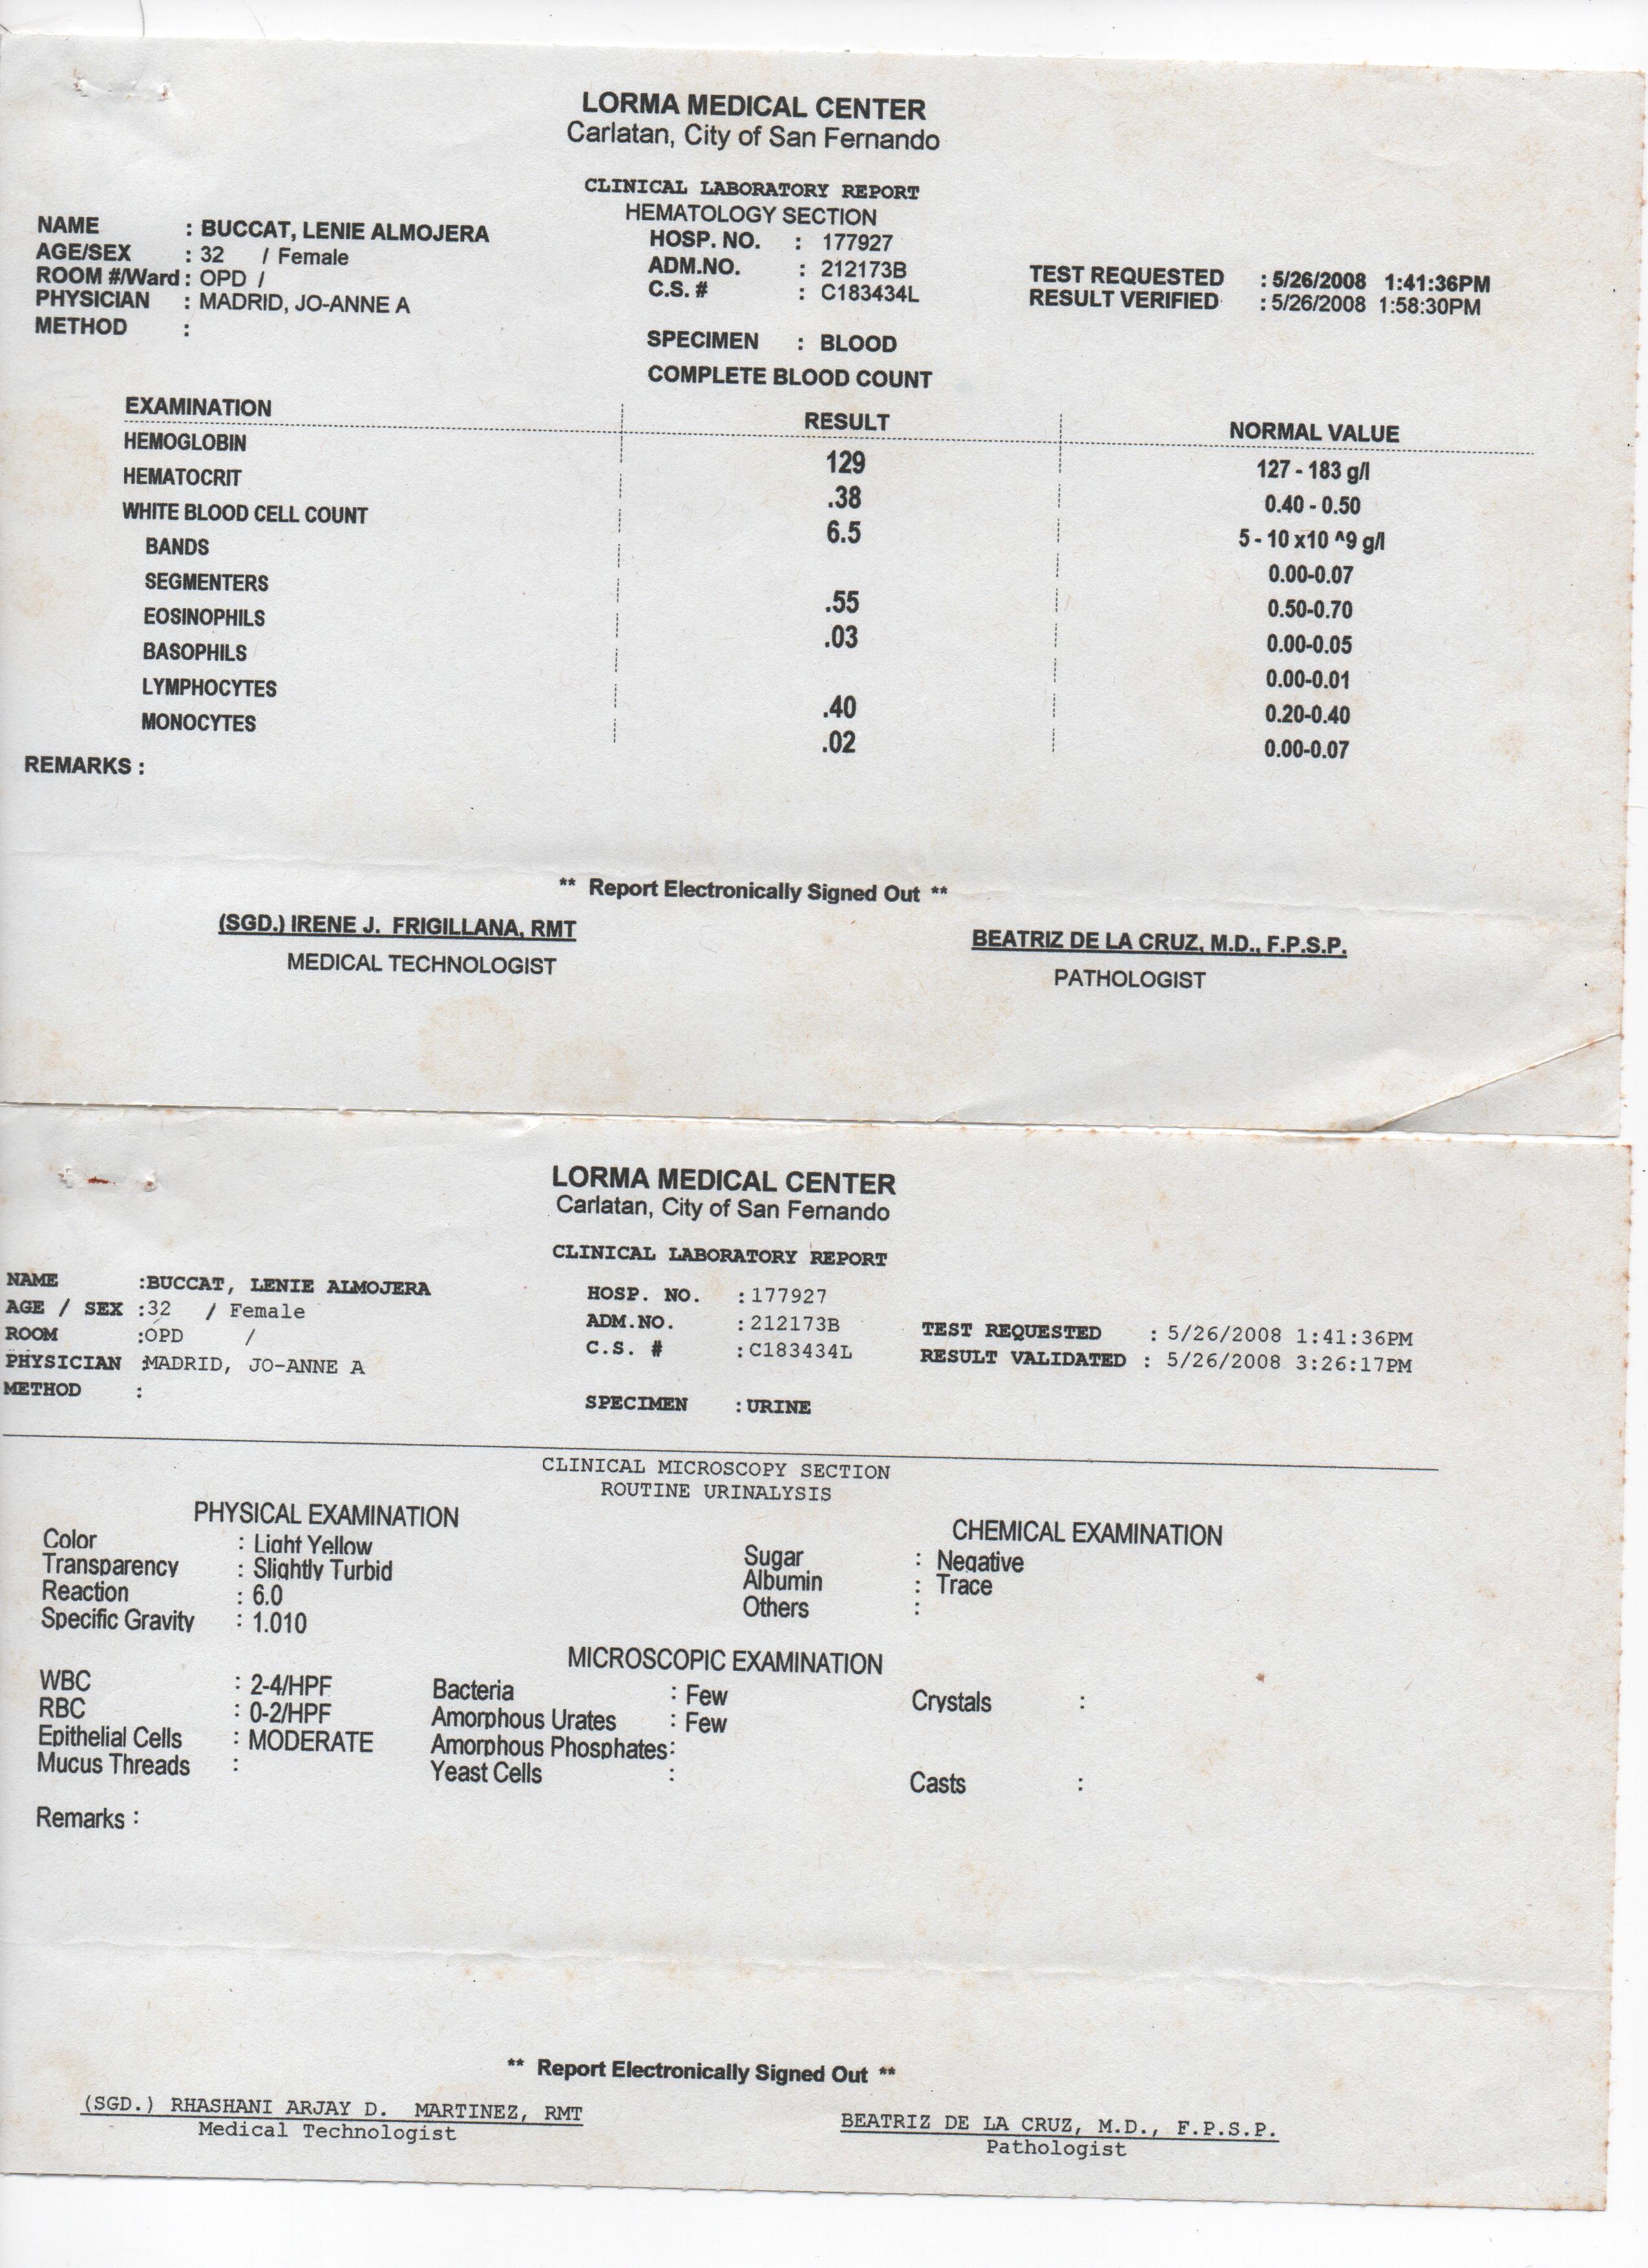 LORMA MEDICAL CENTER
Carlatan, City of San Fernando
CLINICAL LABORATORY REPORT
HEMATOLOGY SECTION
NAME : BUCCAT, LENIE ALMOJERA
AGE/SEX : 32 / Female
ROOM #/Ward : OPD /
PHYSICIAN : MADRID, JO-ANNE A
METHOD :
HOSP. NO. : 177927
ADM.NO. : 212173B
C.S. # : C183434L
TEST REQUESTED : 5/26/2008 1:41:36PM
RESULT VERIFIED : 5/26/2008 1:58:30PM
SPECIMEN : BLOOD
COMPLETE BLOOD COUNT
EXAMINATION RESULT NORMAL VALUE
HEMOGLOBIN 129 127 - 183 g/l
HEMATOCRIT .38 0.40 - 0.50
WHITE BLOOD CELL COUNT 6.5 5 - 10 x10 ^9 g/l
BANDS 0.00-0.07
SEGMENTERS .55 0.50-0.70
EOSINOPHILS .03 0.00-0.05
BASOPHILS 0.00-0.01
LYMPHOCYTES .40 0.20-0.40
MONOCYTES .02 0.00-0.07
REMARKS :
** Report Electronically Signed Out **
(SGD.) IRENE J. FRIGILLANA, RMT
MEDICAL TECHNOLOGIST
BEATRIZ DE LA CRUZ, M.D., F.P.S.P.
PATHOLOGIST
LORMA MEDICAL CENTER
Carlatan, City of San Fernando
CLINICAL LABORATORY REPORT
NAME :BUCCAT, LENIE ALMOJERA
AGE / SEX :32 / Female
ROOM :OPD /
PHYSICIAN :MADRID, JO-ANNE A
METHOD :
HOSP. NO. :177927
ADM.NO. :212173B
C.S. # :C183434L
TEST REQUESTED : 5/26/2008 1:41:36PM
RESULT VALIDATED : 5/26/2008 3:26:17PM
SPECIMEN :URINE
CLINICAL MICROSCOPY SECTION
ROUTINE URINALYSIS
PHYSICAL EXAMINATION
Color : Light Yellow
Transparency : Slightly Turbid
Reaction : 6.0
Specific Gravity : 1.010
CHEMICAL EXAMINATION
Sugar : Negative
Albumin : Trace
Others :
MICROSCOPIC EXAMINATION
WBC : 2-4/HPF
RBC : 0-2/HPF
Epithelial Cells : MODERATE
Mucus Threads :
Bacteria : Few
Amorphous Urates : Few
Amorphous Phosphates:
Yeast Cells :
Crystals :
Casts :
Remarks :
** Report Electronically Signed Out **
(SGD.) RHASHANI ARJAY D. MARTINEZ, RMT
Medical Technologist
BEATRIZ DE LA CRUZ, M.D., F.P.S.P.
Pathologist